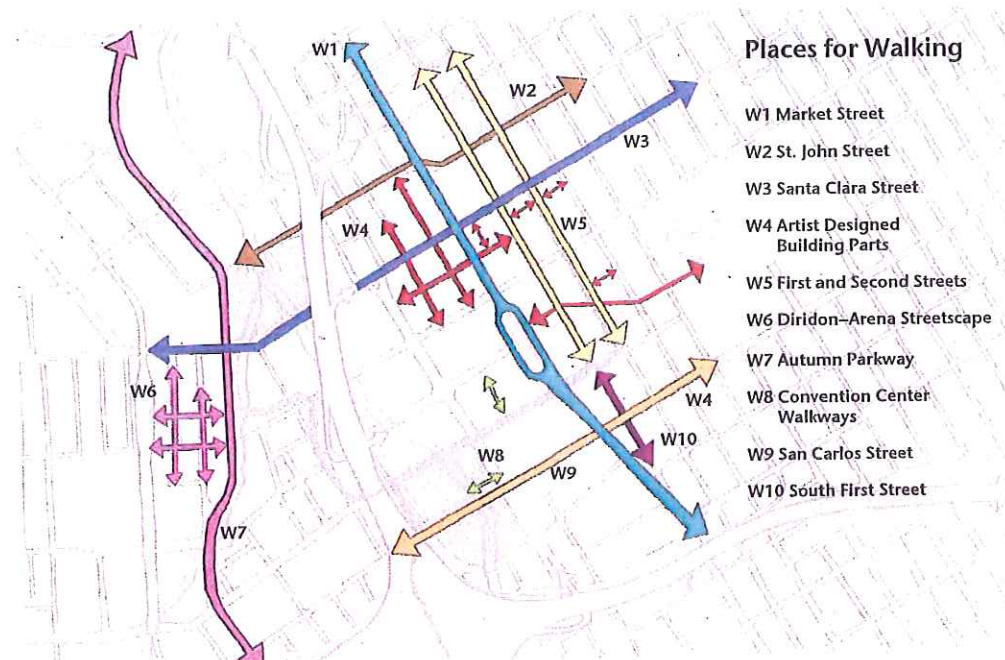 Places for Walking
W1 Market Street
W2 St. John Street
W3 Santa Clara Street
W4 Artist Designed
Building Parts
W5 First and Second Streets
W6 Diridon–Arena Streetscape
W7 Autumn Parkway
W8 Convention Center
Walkways
W9 San Carlos Street
W10 South First Street
W1
W2
W3
W4
W5
W6
W4
W8
W10
W9
W7